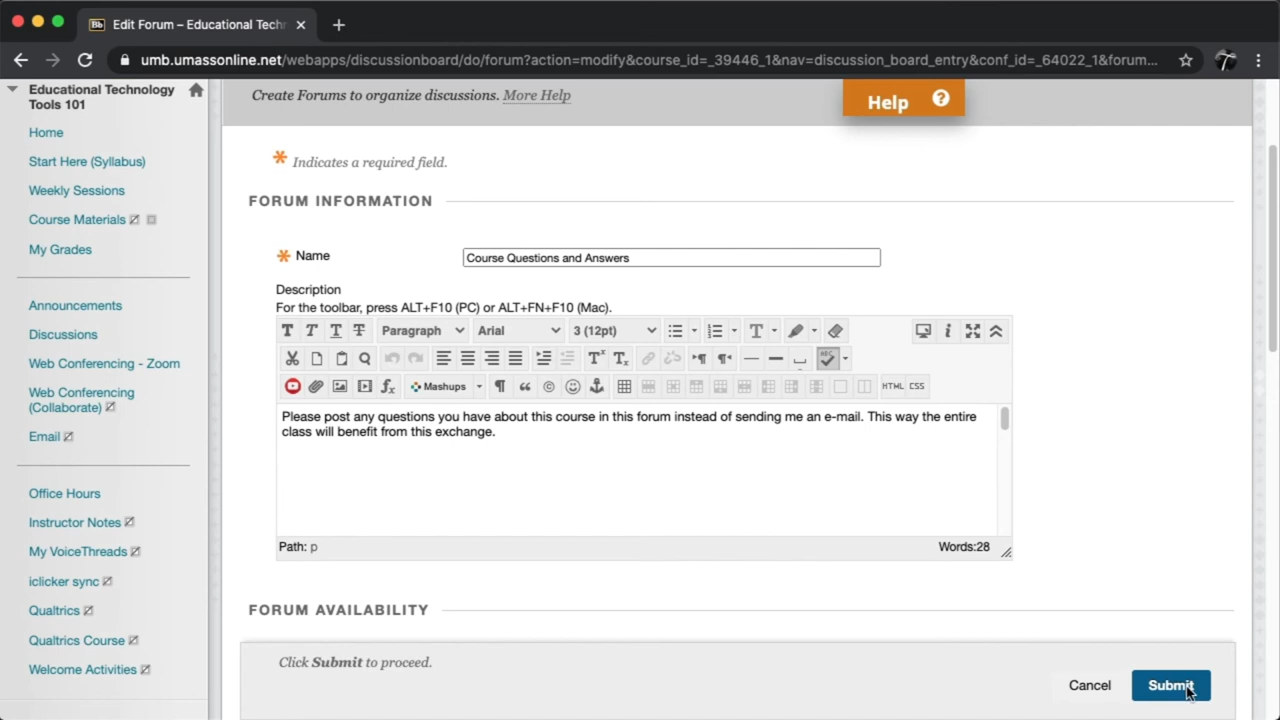 Bb Edit Forum – Educational Tech
umb.umassonline.net/webapps/discussionboard/do/forum?action=modify&course_id=_39446_1&nav=discussion_board_entry&conf_id=_64022_1&forum...
Educational Technology
Tools 101
Home
Start Here (Syllabus)
Weekly Sessions
Course Materials
My Grades
Announcements
Discussions
Web Conferencing - Zoom
Web Conferencing
(Collaborate)
Email
Office Hours
Instructor Notes
My VoiceThreads
iclicker sync
Qualtrics
Qualtrics Course
Welcome Activities
Create Forums to organize discussions. More Help
Help ?
* Indicates a required field.
FORUM INFORMATION
* Name Course Questions and Answers
Description
For the toolbar, press ALT+F10 (PC) or ALT+FN+F10 (Mac).
T T T T Paragraph Arial 3 (12pt) T
Tx Tx ABC
fx Mashups HTML CSS
Please post any questions you have about this course in this forum instead of sending me an e-mail. This way the entire
class will benefit from this exchange.
Path: p Words:28
FORUM AVAILABILITY
Click Submit to proceed.
Cancel Submit